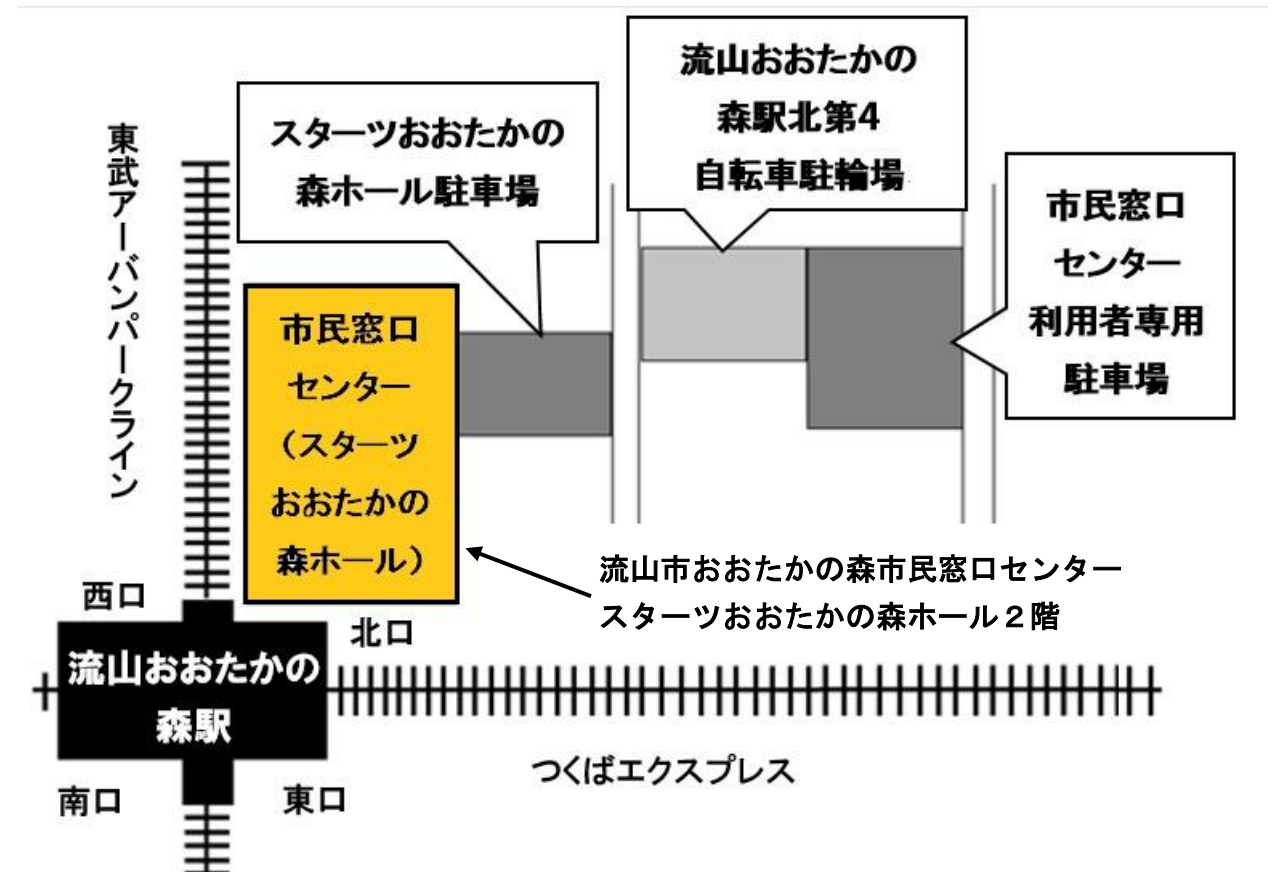 流山おおたかの
森駅北第4
自転車駐輪場
スターツおおたかの
森ホール駐車場
東武アーバンパークライン
市民窓口
センター
利用者専用
駐車場
市民窓口
センター
（スターツ
おおたかの
森ホール）
流山市おおたかの森市民窓口センター
スターツおおたかの森ホール２階
西口
北口
流山おおたかの
森駅
つくばエクスプレス
南口
東口